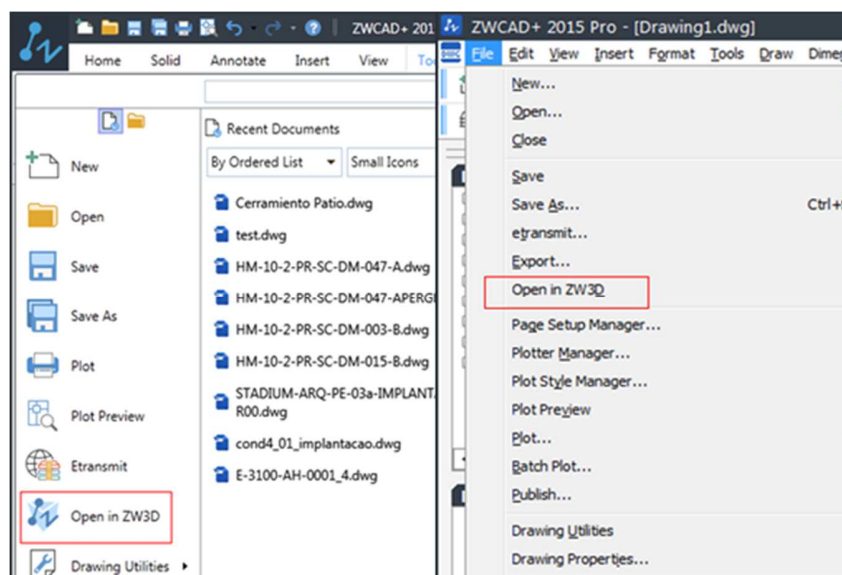 ZWCAD+ 201
Home Solid Annotate Insert View To
Recent Documents
By Ordered List Small Icons
New
Open
Save
Save As
Plot
Plot Preview
Etransmit
Open in ZW3D
Drawing Utilities
Cerramiento Patio.dwg
test.dwg
HM-10-2-PR-SC-DM-047-A.dwg
HM-10-2-PR-SC-DM-047-APERG
HM-10-2-PR-SC-DM-003-B.dwg
HM-10-2-PR-SC-DM-015-B.dwg
STADIUM-ARQ-PE-03a-IMPLANT
R00.dwg
cond4_01_implantacao.dwg
E-3100-AH-0001_4.dwg
ZWCAD+ 2015 Pro - [Drawing1.dwg]
File Edit View Insert Format Tools Draw Dime
New...
Open...
Close
Save
Save As... Ctrl+
etransmit...
Export...
Open in ZW3D
Page Setup Manager...
Plotter Manager...
Plot Style Manager...
Plot Preview
Plot...
Batch Plot...
Publish...
Drawing Utilities
Drawing Properties...